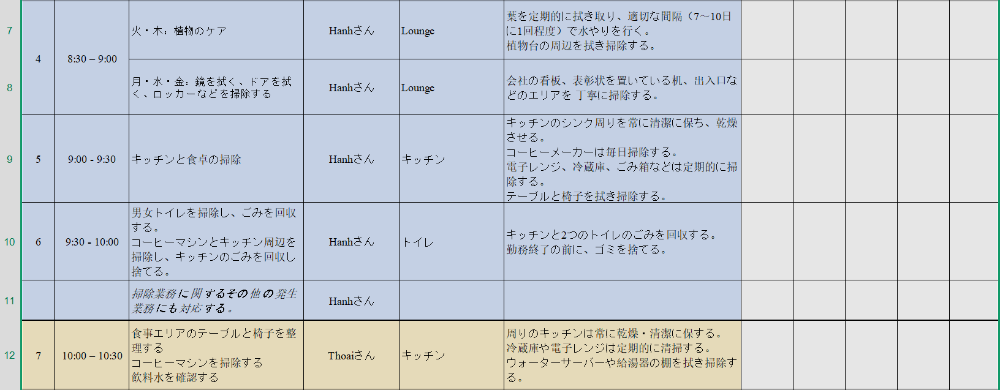 7
4
8:30 – 9:00
火・木：植物のケア
Hanhさん
Lounge
葉を定期的に拭き取り、適切な間隔（7～10日
に1回程度）で水やりを行く。
植物台の周辺を拭き掃除する。
8
月・水・金：鏡を拭く、ドアを拭
く、ロッカーなどを掃除する
Hanhさん
Lounge
会社の看板、表彰状を置いている机、出入口な
どのエリアを 丁寧に掃除する。
9
5
9:00 - 9:30
キッチンと食卓の掃除
Hanhさん
キッチン
キッチンのシンク周りを常に清潔に保ち、乾燥
させる。
コーヒーメーカーは毎日掃除する。
電子レンジ、冷蔵庫、ごみ箱などは定期的に掃
除する。
テーブルと椅子を拭き掃除する。
10
6
9:30 - 10:00
男女トイレを掃除し、ごみを回収
する。
コーヒーマシンとキッチン周辺を
掃除し、キッチンのごみを回収し
捨てる。
Hanhさん
トイレ
キッチンと2つのトイレのごみを回収する。
勤務終了の前に、ゴミを捨てる。
11
掃除業務に関するその他の発生
業務にも対応する。
Hanhさん
12
7
10:00 – 10:30
食事エリアのテーブルと椅子を整
理する
コーヒーマシンを掃除する
飲料水を確認する
Thoaiさん
キッチン
周りのキッチンは常に乾燥・清潔に保する。
冷蔵庫や電子レンジは定期的に清掃する。
ウォーターサーバーや給湯器の棚を拭き掃除す
る。